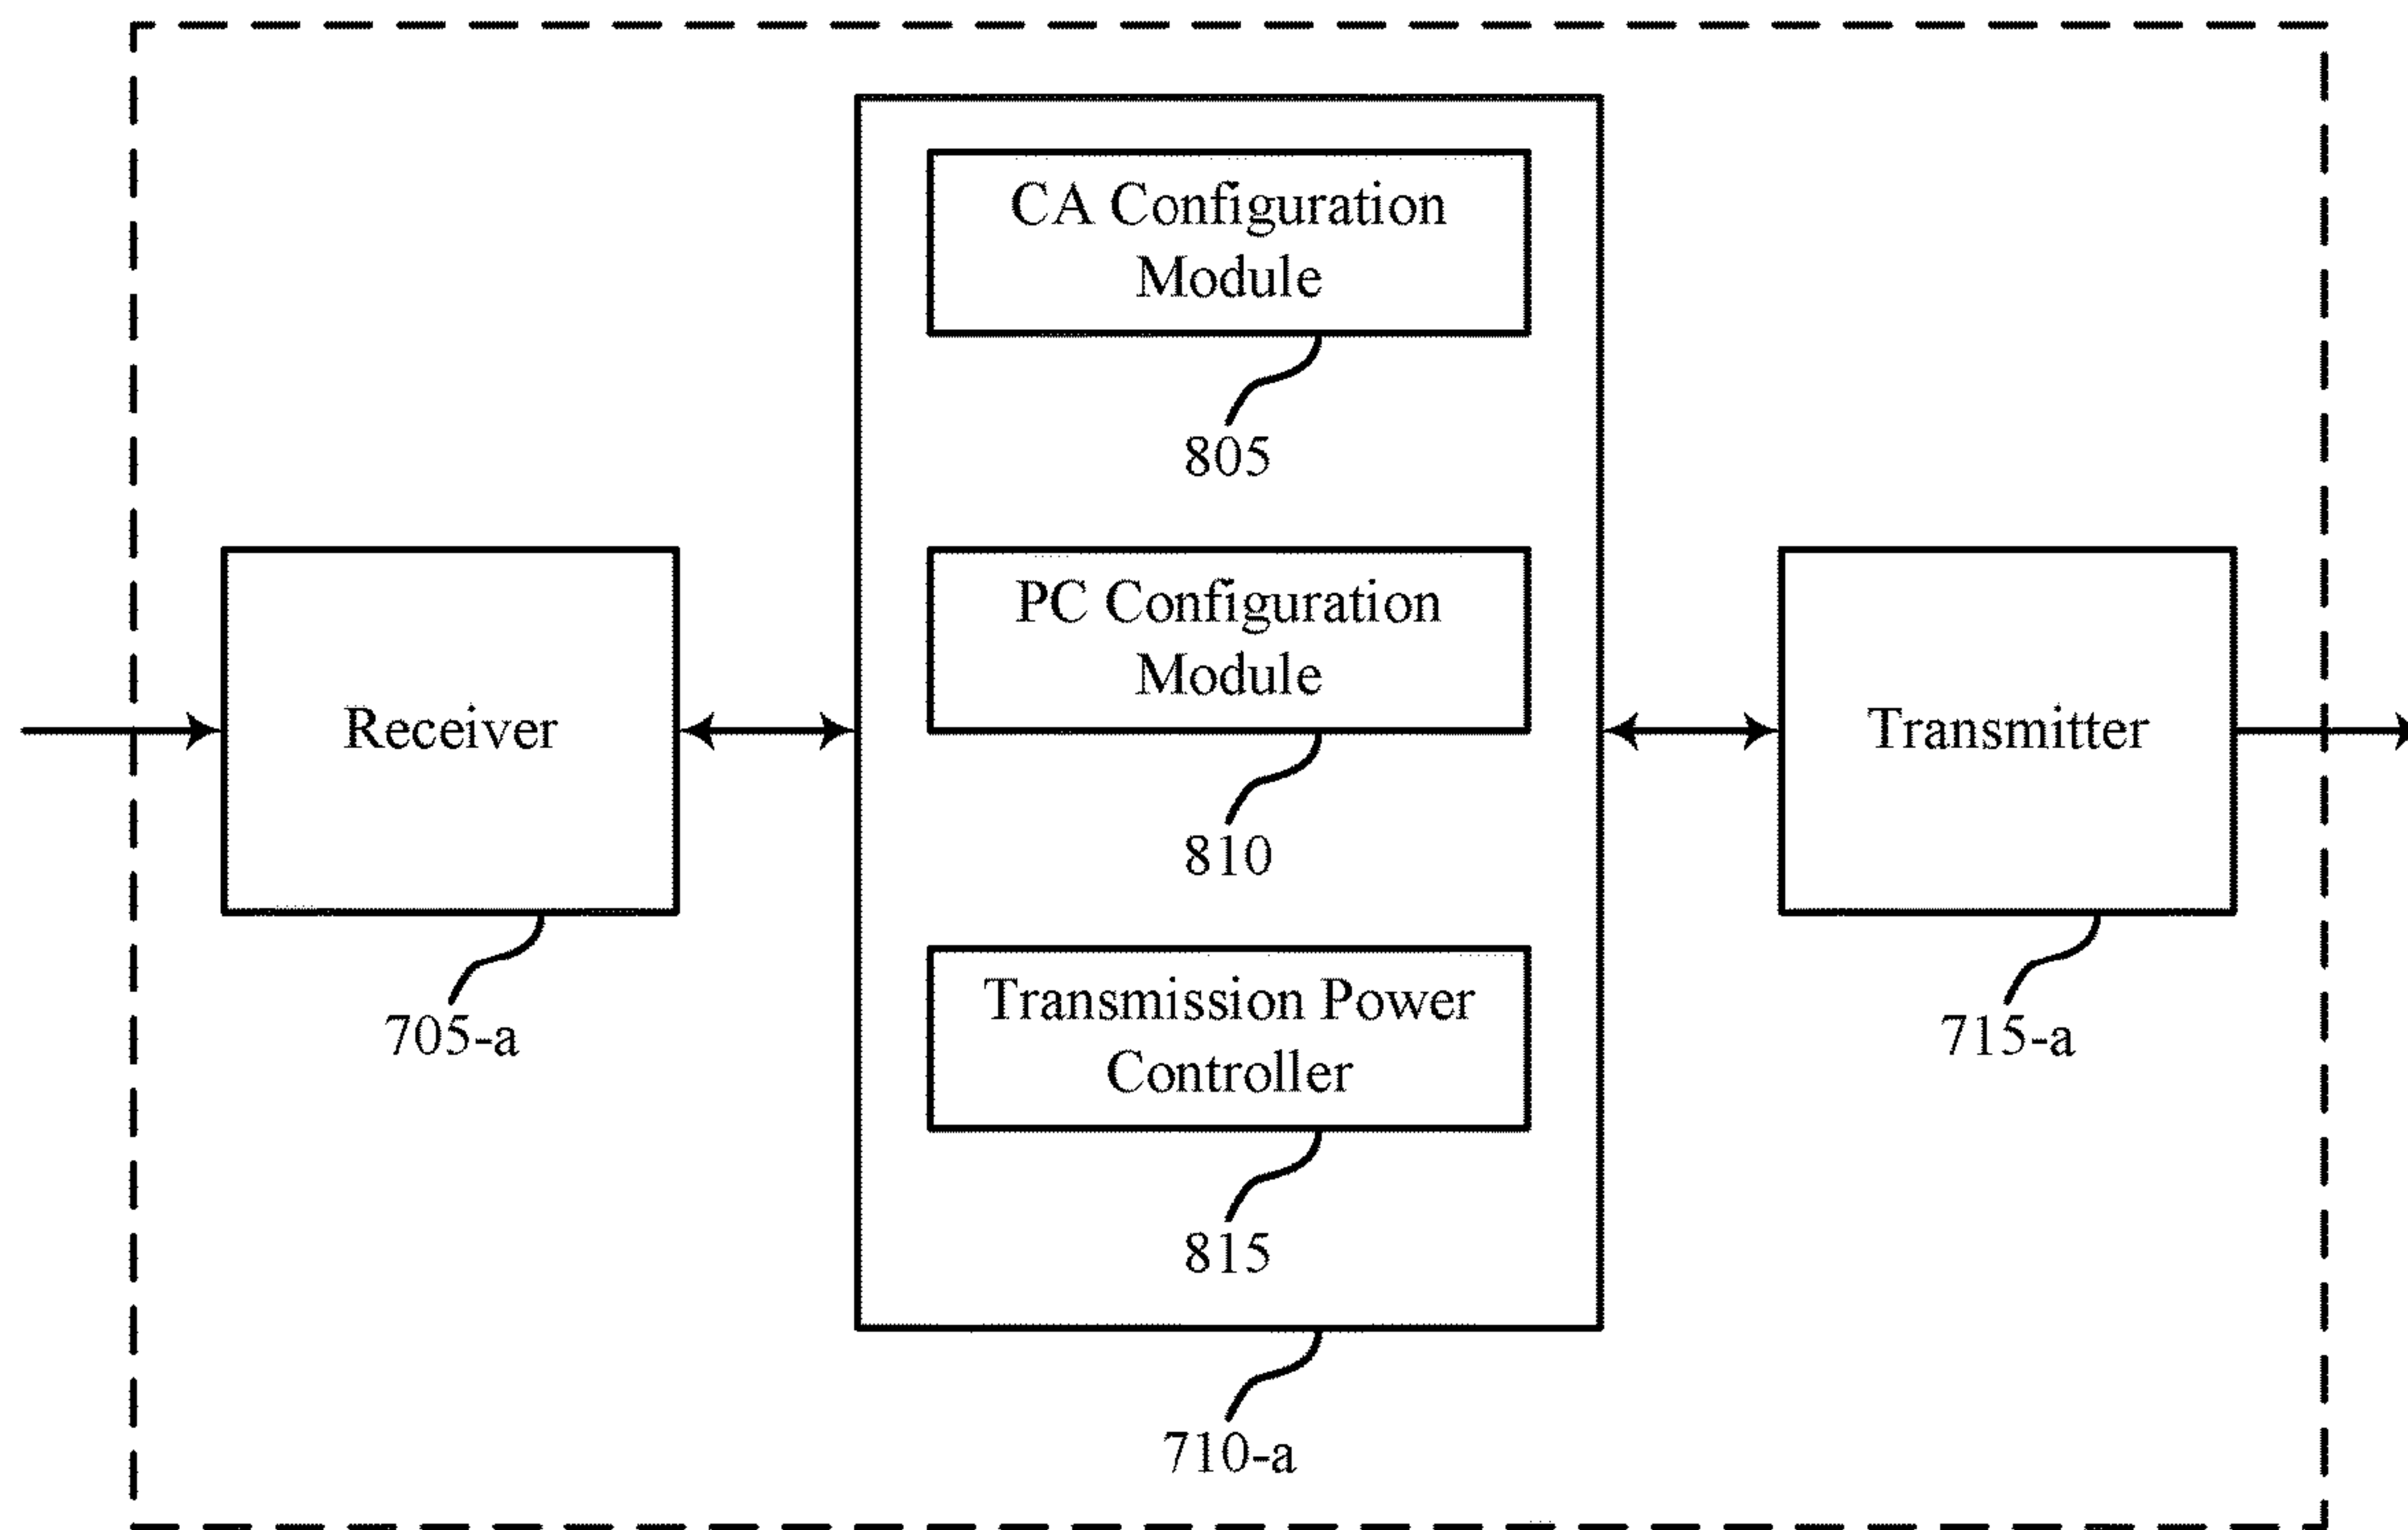 CA Configuration
Module
805
PC Configuration
Module
810
Receiver
Transmitter
705-a
715-a
Transmission Power
Controller
815
710-a